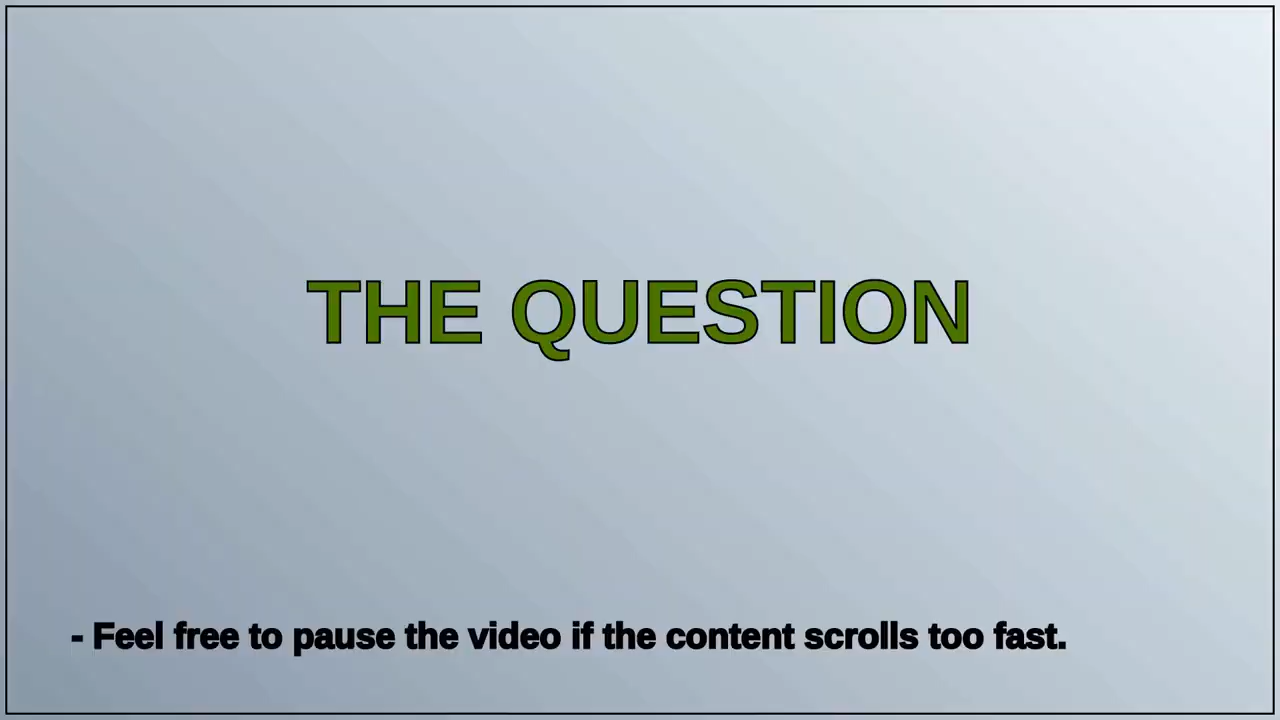 THE QUESTION
- Feel free to pause the video if the content scrolls too fast.